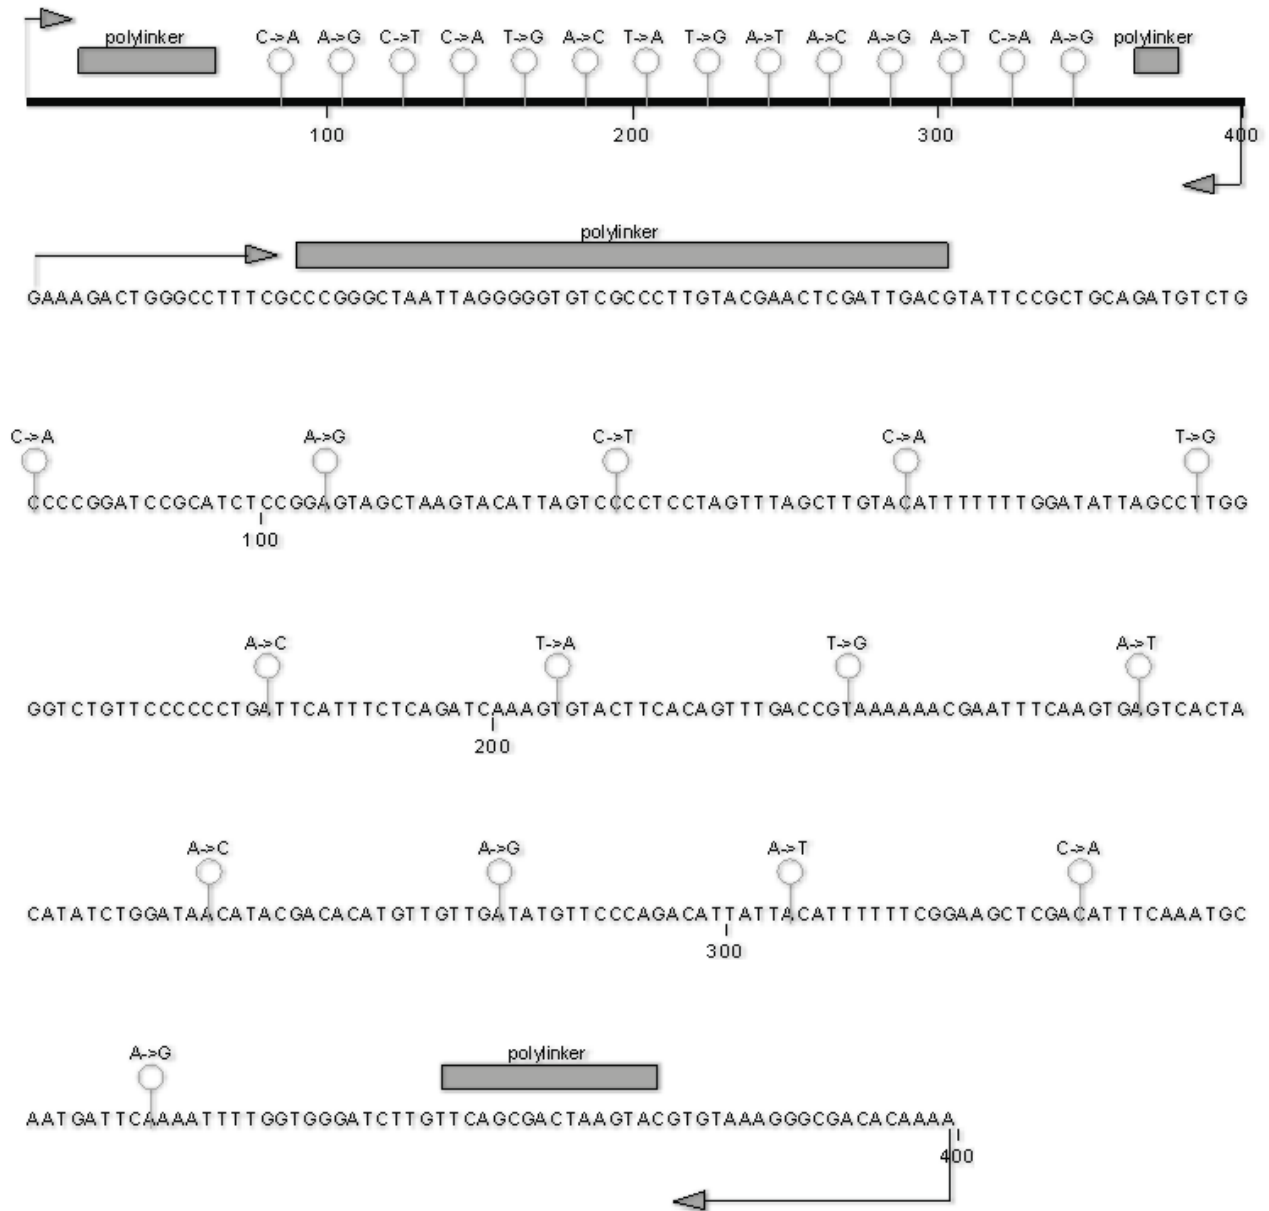 polylinker C->A A->G C->T C->A T->G A->C T->A T->G A->T A->C A->G A->T C->A A->G polylinker
100 200 300 400
polylinker
GAAAGACTGGGCCTTTCGCCCGGGCTAATTAGGGGGTGTCGCCCTTGTACGAACTCGATTGACGTATTCCGCTGCAGATGTCTG
C->A A->G C->T C->A T->G
CCCCGGATCCGCATCTCCGGAGTAGCTAAGTACATTAGTCCCCTCCTAGTTTAGCTTGTACATTTTTTTGGATATTAGCCTTGG
100
A->C T->A T->G A->T
GGTCTGTTCCCCCCTGATTCATTTCTCAGATCAAAGTGTACTTCACAGTTTGACCGTAAAAAACGAATTTCAAGTGAGTCACTA
200
A->C A->G A->T C->A
CATATCTGGATAACATACGACACATGTTGTTGATATGTTCCCAGACATTATTACATTTTTTCGGAAGCTCGACATTTCAAATGC
300
A->G polylinker
AATGATTCAAAATTTTGGTGGGATCTTGTTCAGCGACTAAGTACGTGTAAAGGGCGACACAAAA
400